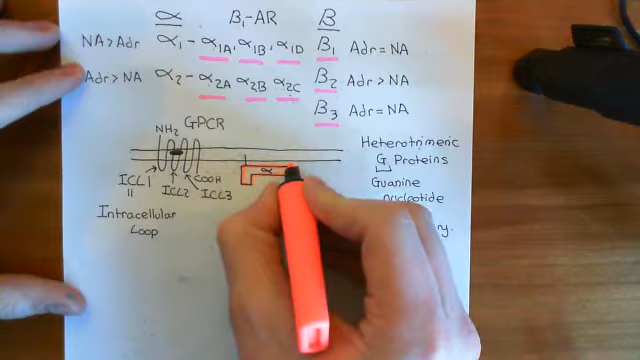 α β₁-AR β
NA>Adr α₁ - α₁A, α₁B, α₁D β₁ Adr = NA
Adr>NA α₂ - α₂A α₂B α₂C β₂ Adr > NA
β₃ Adr = NA
GPCR
NH₂
Heterotrimeric
G Proteins
α
ICL1 COOH
ICL2 ICL3
Guanine
nucleotide
Intracellular
Loop